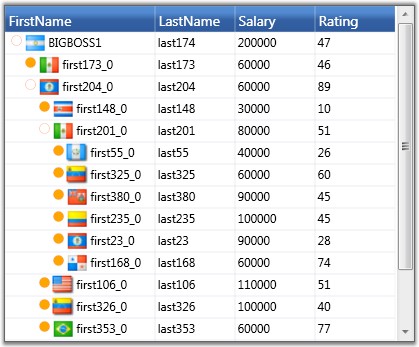 FirstName LastName Salary Rating
BIGBOSS1 last174 200000 47
first173_0 last173 60000 46
first204_0 last204 60000 89
first148_0 last148 30000 10
first201_0 last201 80000 51
first55_0 last55 40000 26
first325_0 last325 60000 60
first380_0 last380 90000 45
first235_0 last235 100000 45
first23_0 last23 90000 28
first168_0 last168 60000 74
first106_0 last106 110000 51
first326_0 last326 100000 40
first353_0 last353 60000 77